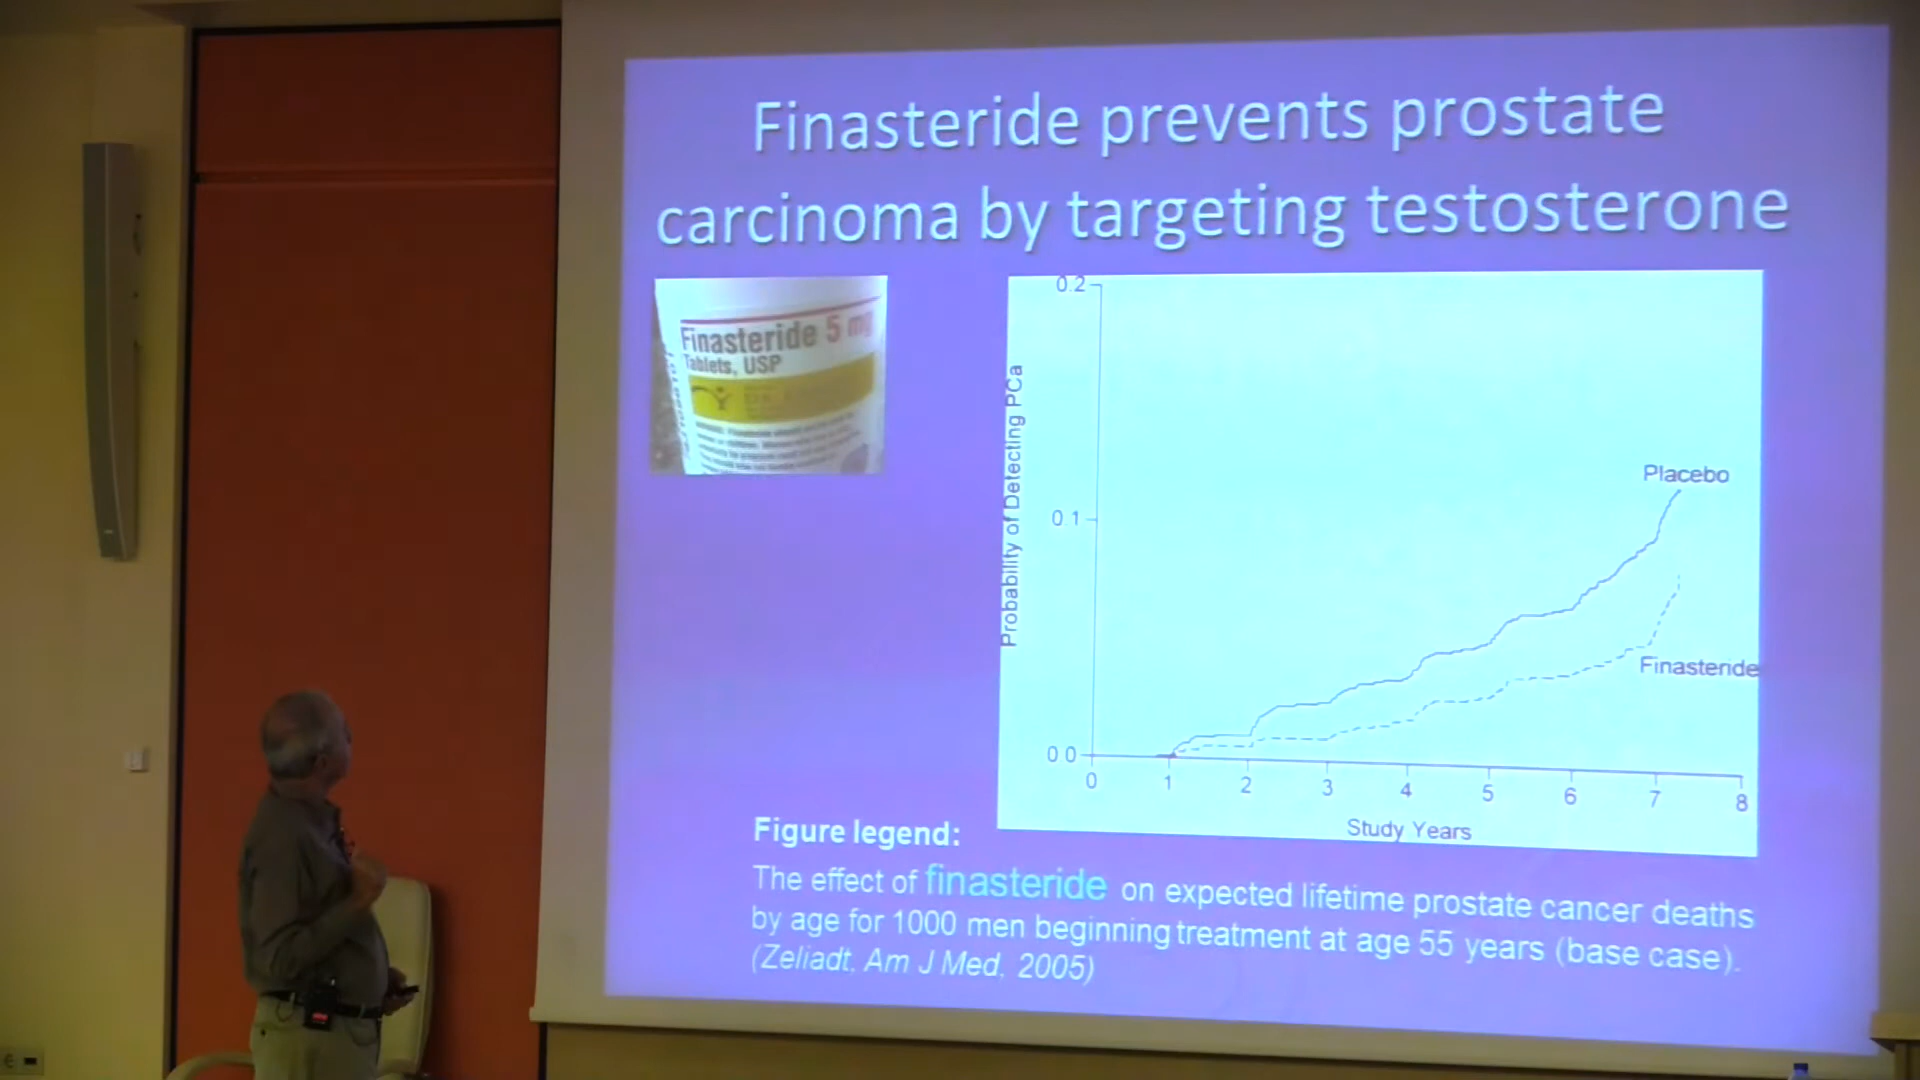 Finasteride prevents prostate
carcinoma by targeting testosterone
Finasteride 5 mg
Tablets, USP
0.2
0.1
0.0
Probability of Detecting PCa
Placebo
Finasteride
0 1 2 3 4 5 6 7 8
Study Years
Figure legend:
The effect of finasteride on expected lifetime prostate cancer deaths
by age for 1000 men beginning treatment at age 55 years (base case).
(Zeliadt, Am J Med, 2005)